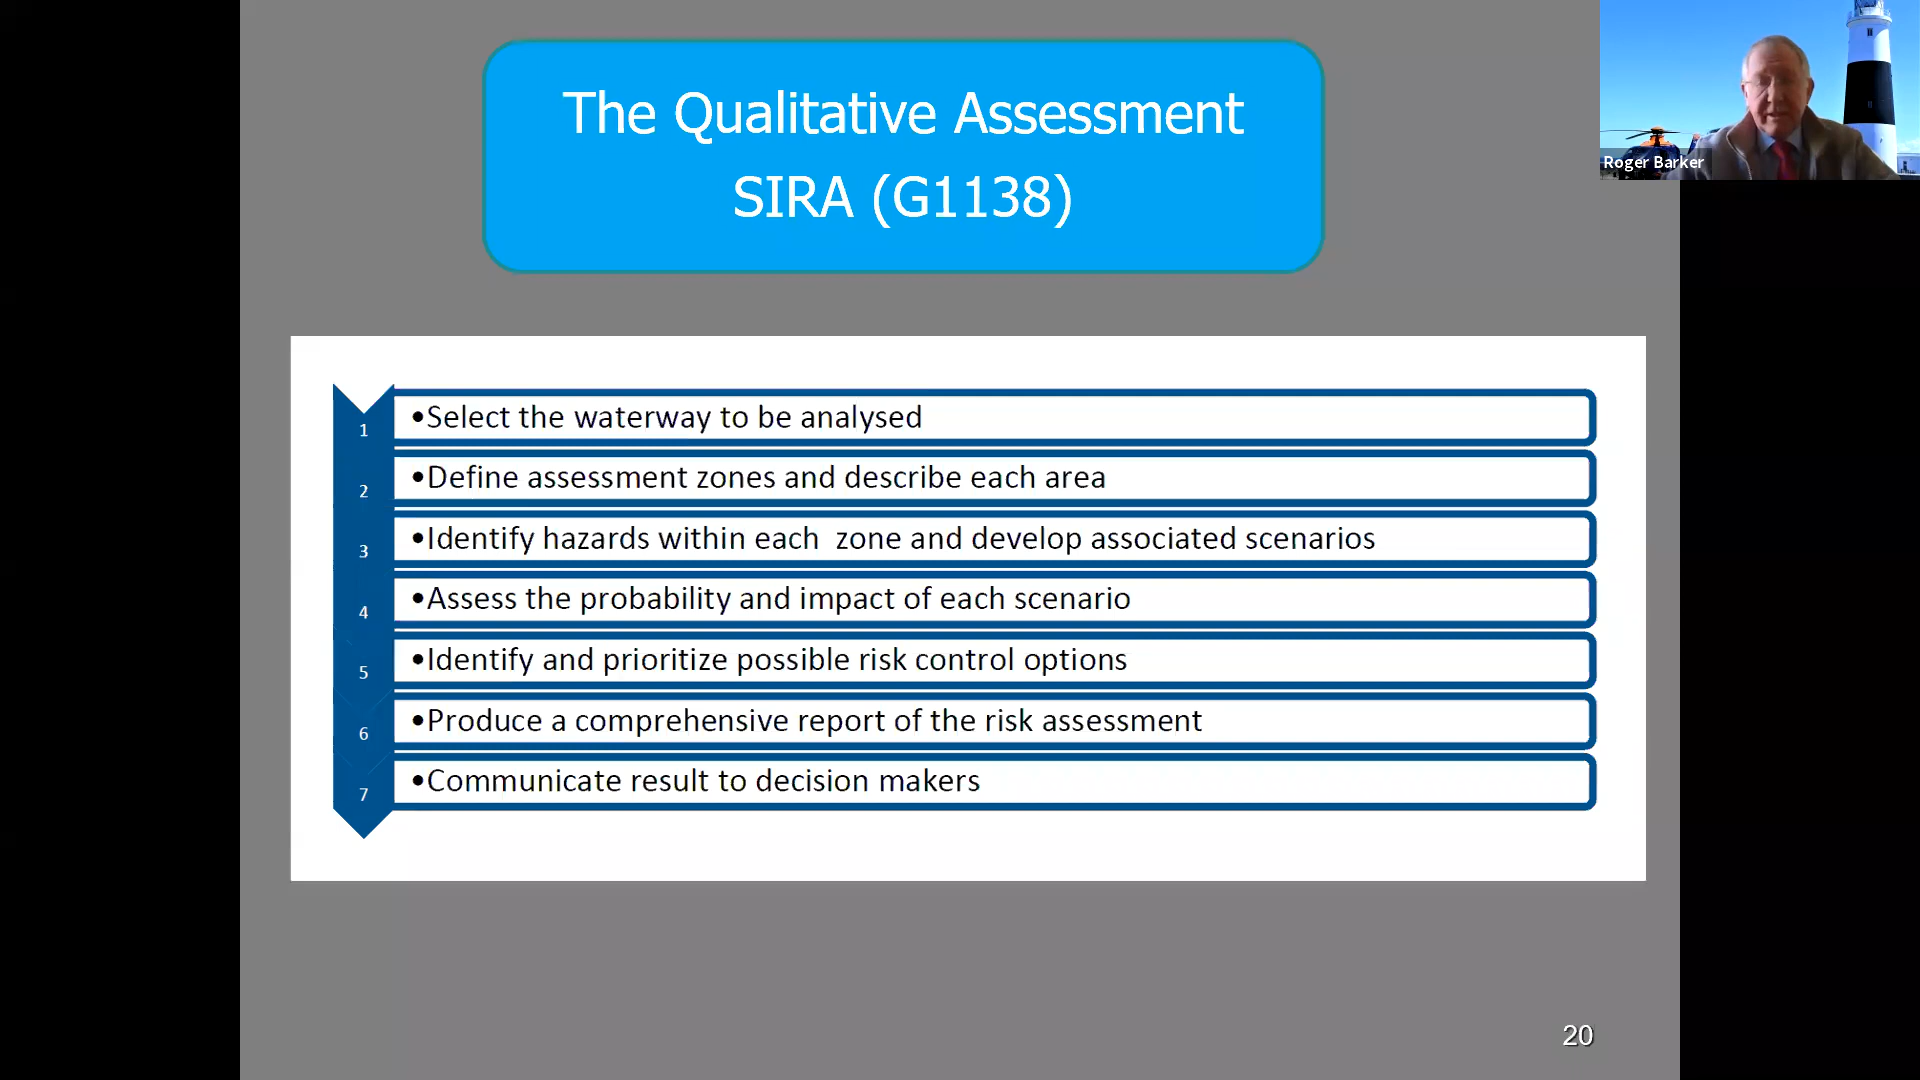 The Qualitative Assessment
SIRA (G1138)
Roger Barker
1 •Select the waterway to be analysed
2 •Define assessment zones and describe each area
3 •Identify hazards within each  zone and develop associated scenarios
4 •Assess the probability and impact of each scenario
5 •Identify and prioritize possible risk control options
6 •Produce a comprehensive report of the risk assessment
7 •Communicate result to decision makers
20